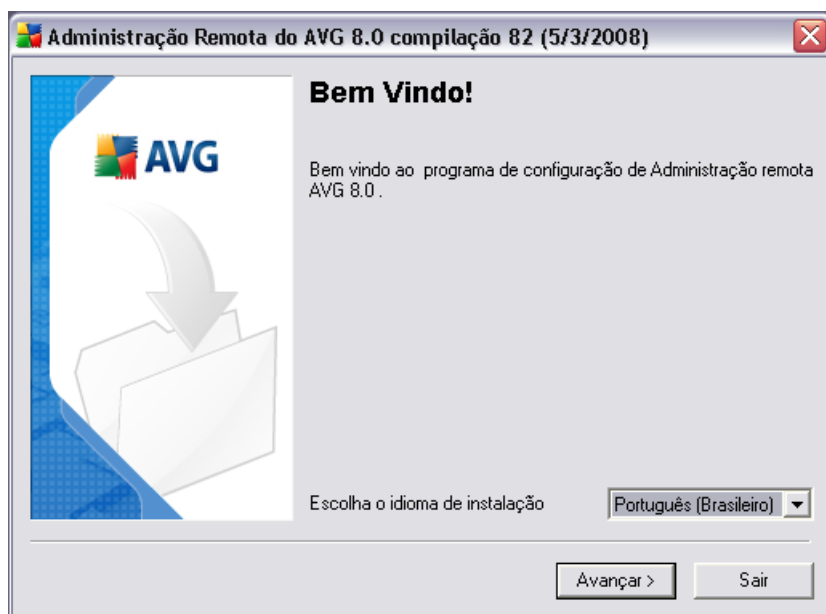 Administração Remota do AVG 8.0 compilação 82 (5/3/2008)
Bem Vindo!
AVG
Bem vindo ao programa de configuração de Administração remota
AVG 8.0 .
Escolha o idioma de instalação
Português (Brasileiro)
Avançar >
Sair